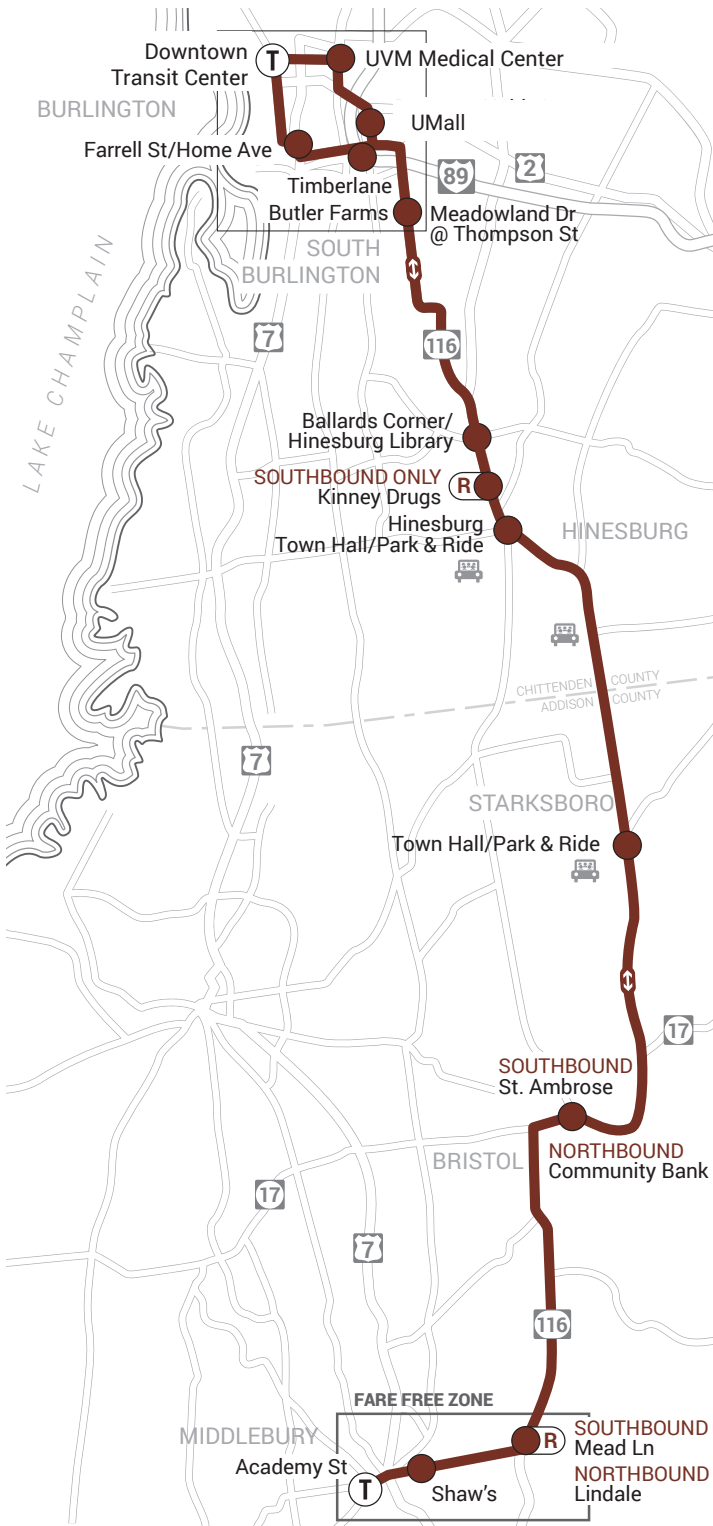 Downtown
Transit Center
T
UVM Medical Center
BURLINGTON
UMall
Farrell St/Home Ave
Timberlane
89
2
Butler Farms
Meadowland Dr
@ Thompson St
SOUTH
BURLINGTON
LAKE CHAMPLAIN
7
116
Ballards Corner/
Hinesburg Library
SOUTHBOUND ONLY
Kinney Drugs
R
Hinesburg
Town Hall/Park & Ride
HINESBURG
CHITTENDEN COUNTY
ADDISON COUNTY
7
STARKSBORO
Town Hall/Park & Ride
17
SOUTHBOUND
St. Ambrose
BRISTOL
NORTHBOUND
Community Bank
17
7
116
FARE FREE ZONE
MIDDLEBURY
SOUTHBOUND
Mead Ln
R
Academy St
T
Shaw's
NORTHBOUND
Lindale